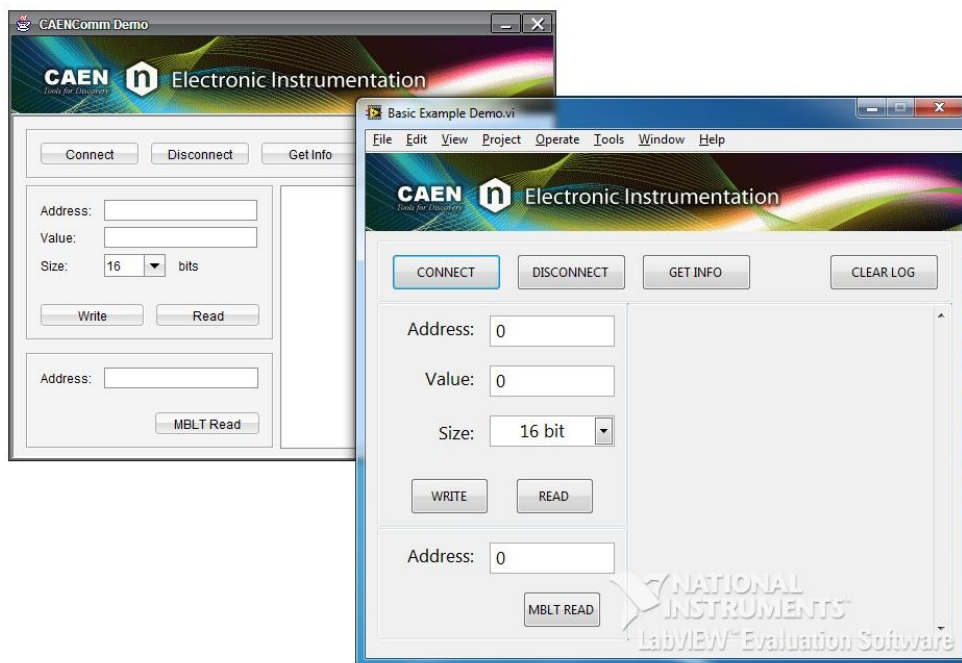 CAENComm Demo
CAEN n Electronic Instrumentation
Tools for Discovery
Connect Disconnect Get Info
Address:
Value:
Size: 16 bits
Write Read
Address:
MBLT Read
Basic Example Demo.vi
File Edit View Project Operate Tools Window Help
CAEN n Electronic Instrumentation
Tools for Discovery
CONNECT DISCONNECT GET INFO CLEAR LOG
Address: 0
Value: 0
Size: 16 bit
WRITE READ
Address: 0
MBLT READ
NATIONAL
INSTRUMENTS™
LabVIEW™ Evaluation Software